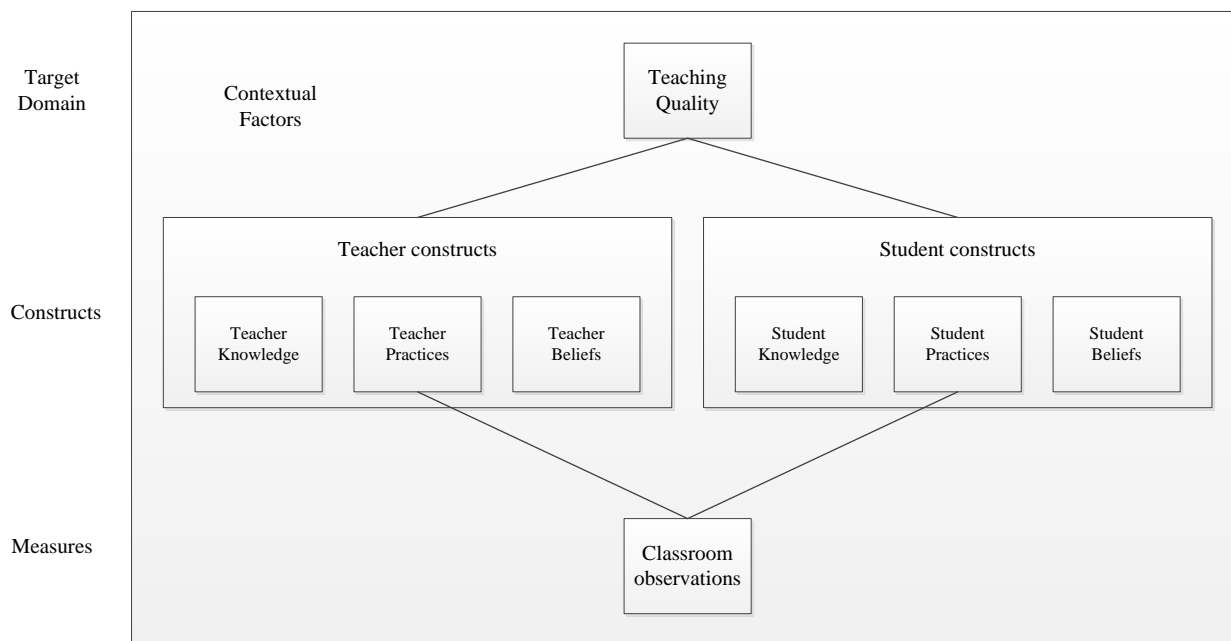 Target
Domain
Contextual
Factors
Teaching
Quality
Constructs
Teacher constructs
Teacher
Knowledge
Teacher
Practices
Teacher
Beliefs
Student constructs
Student
Knowledge
Student
Practices
Student
Beliefs
Measures
Classroom
observations